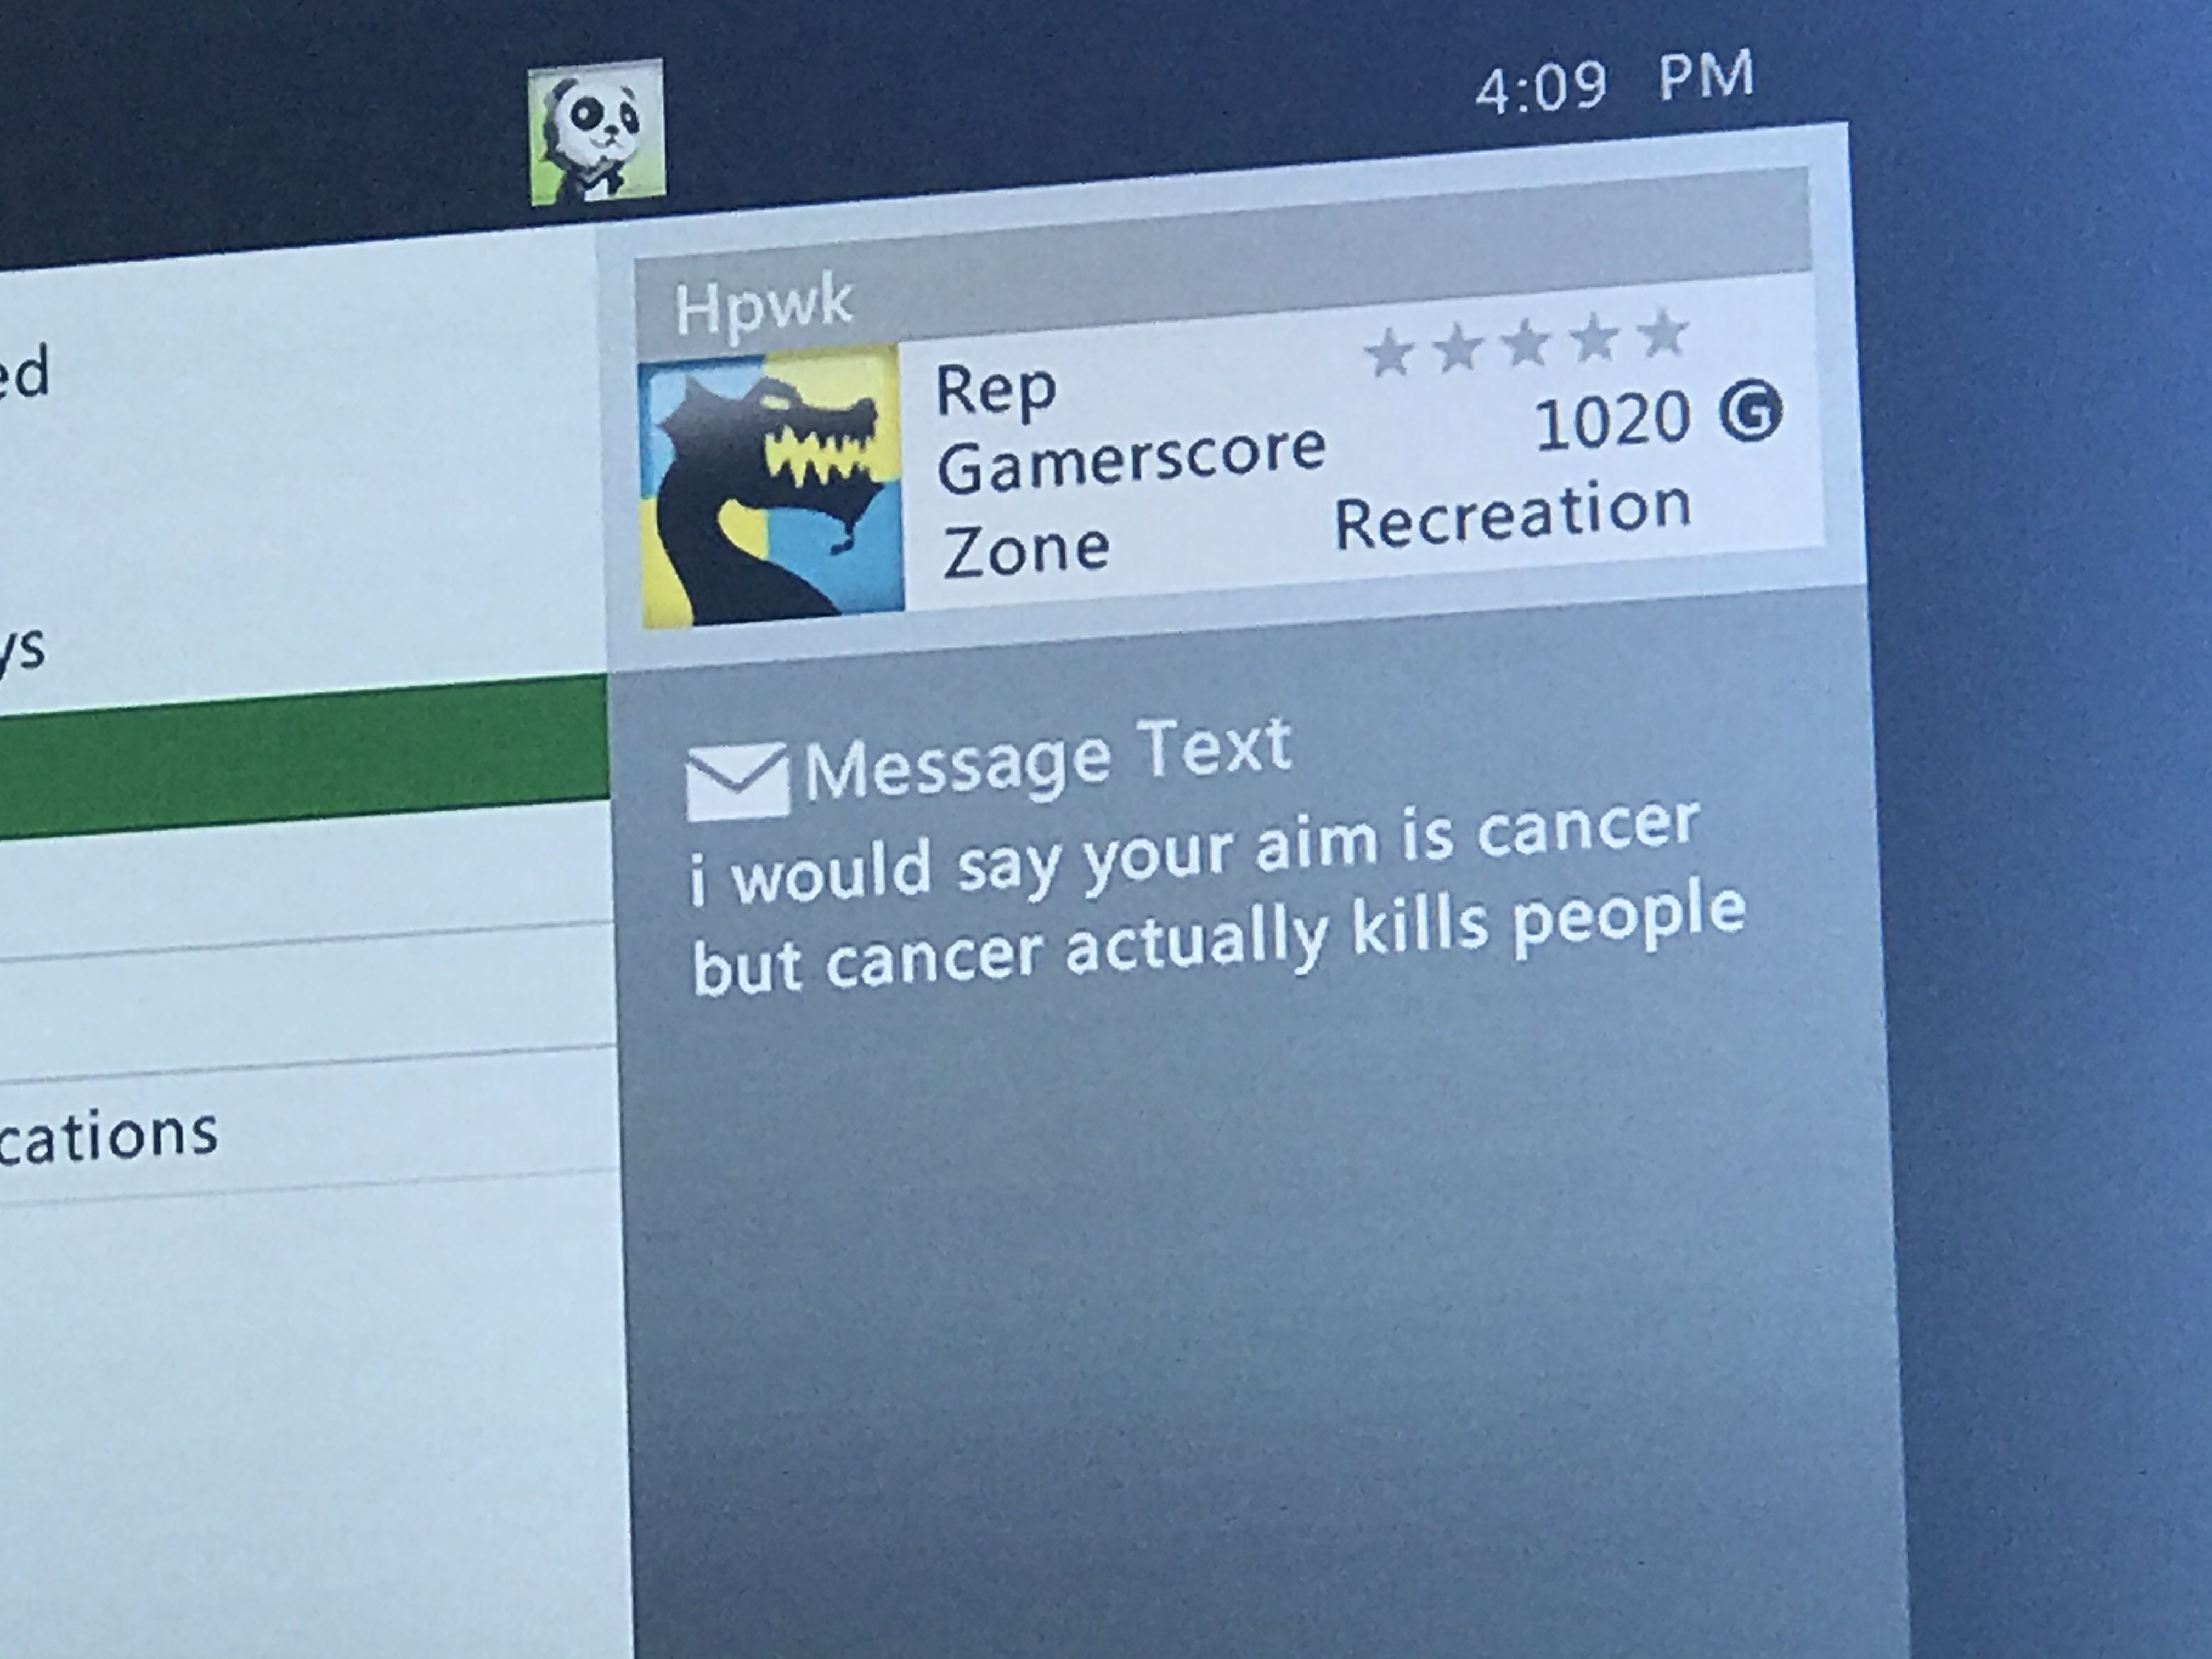 4:09 PM
Hpwk
Rep
Gamerscore 1020 G
Zone Recreation
ed
ys
Message Text
i would say your aim is cancer
but cancer actually kills people
cations